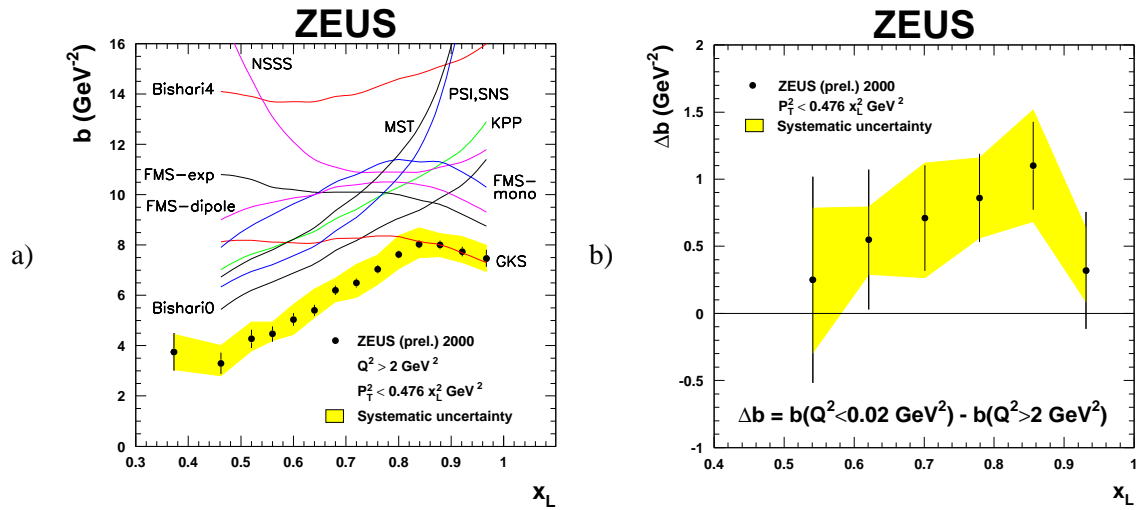 a)
ZEUS
b (GeV⁻²)
16
14
12
10
8
6
4
2
0
NSSS
Bishari4
PSI,SNS
MST
KPP
FMS−exp
FMS−
mono
FMS−dipole
GKS
Bishari0
ZEUS (prel.) 2000
Q² > 2 GeV²
P_T² < 0.476 x_L² GeV²
Systematic uncertainty
0.3 0.4 0.5 0.6 0.7 0.8 0.9 1
x_L
b)
ZEUS
Δb (GeV⁻²)
2
1.5
1
0.5
0
-0.5
-1
ZEUS (prel.) 2000
P_T² < 0.476 x_L² GeV²
Systematic uncertainty
Δb = b(Q²<0.02 GeV²) - b(Q²>2 GeV²)
0.4 0.5 0.6 0.7 0.8 0.9 1
x_L